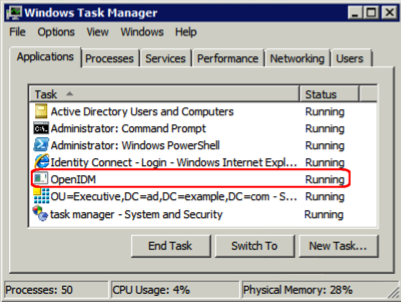 Windows Task Manager
File Options View Windows Help
Applications Processes Services Performance Networking Users
Task Status
Active Directory Users and Computers Running
Administrator: Command Prompt Running
Administrator: Windows PowerShell Running
Identity Connect - Login - Windows Internet Expl... Running
OpenIDM Running
OU=Executive,DC=ad,DC=example,DC=com - S... Running
task manager - System and Security Running
End Task Switch To New Task...
Processes: 50 CPU Usage: 4% Physical Memory: 28%